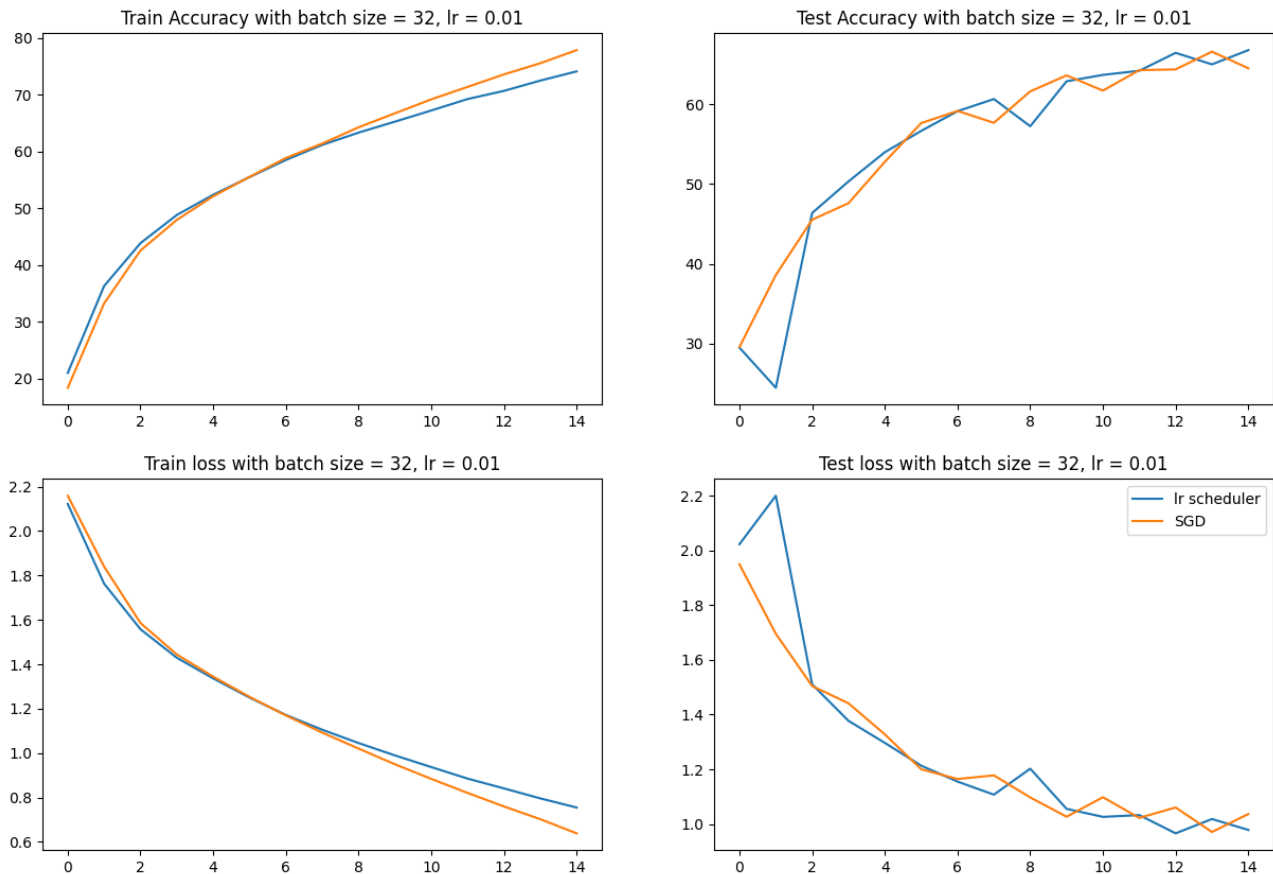 Train Accuracy with batch size = 32, lr = 0.01
80
70
60
50
40
30
20
0 2 4 6 8 10 12 14
Test Accuracy with batch size = 32, lr = 0.01
60
50
40
30
0 2 4 6 8 10 12 14
Train loss with batch size = 32, lr = 0.01
2.2
2.0
1.8
1.6
1.4
1.2
1.0
0.8
0.6
0 2 4 6 8 10 12 14
Test loss with batch size = 32, lr = 0.01
lr scheduler
SGD
2.2
2.0
1.8
1.6
1.4
1.2
1.0
0 2 4 6 8 10 12 14